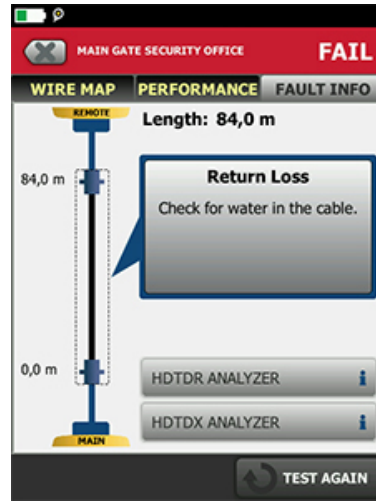 MAIN GATE SECURITY OFFICE
FAIL
WIRE MAP
PERFORMANCE
FAULT INFO
REMOTE
Length: 84,0 m
84,0 m
Return Loss
Check for water in the cable.
0,0 m
HDTDR ANALYZER
i
HDTDX ANALYZER
i
MAIN
TEST AGAIN